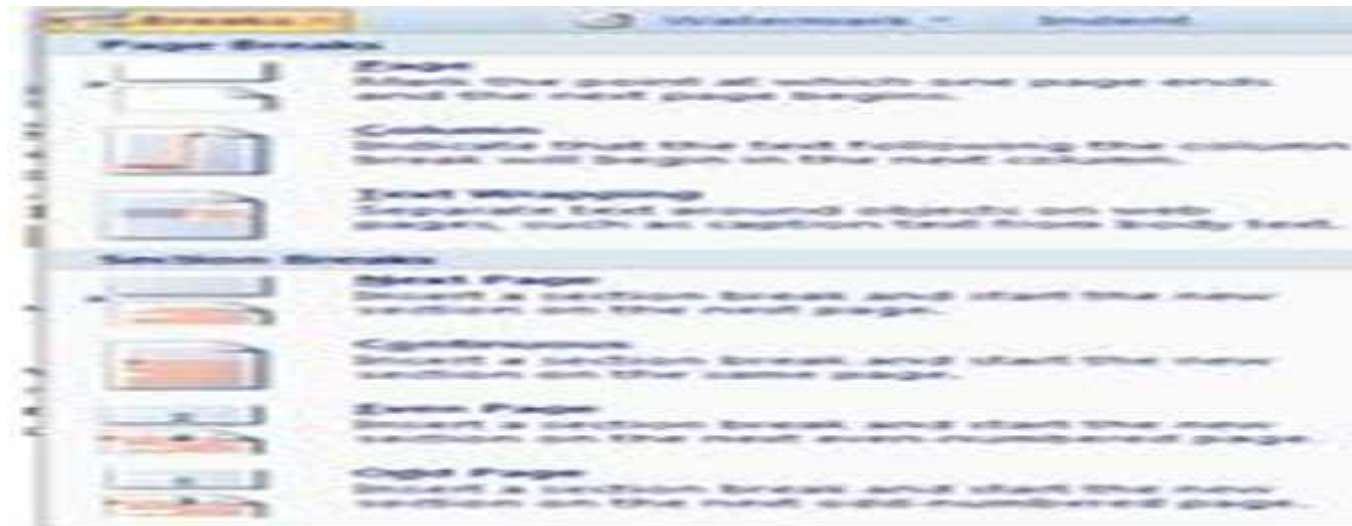 Breaks Watermark Indent
Page Breaks
Page
Mark the point at which one page ends
and the next page begins.
Column
Indicate that the text following the column
break will begin in the next column.
Text Wrapping
Separate text around objects on web
pages, such as caption text from body text.
Section Breaks
Next Page
Insert a section break and start the new
section on the next page.
Continuous
Insert a section break and start the new
section on the same page.
Even Page
Insert a section break and start the new
section on the next even-numbered page.
Odd Page
Insert a section break and start the new
section on the next odd-numbered page.